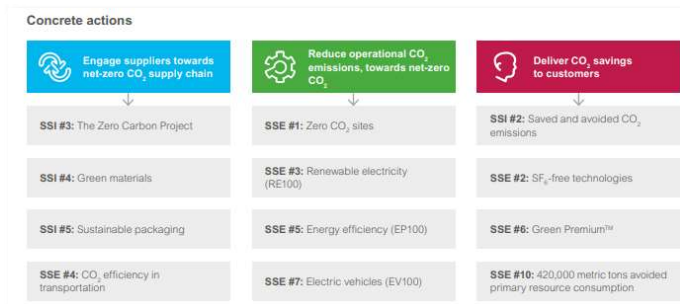 Concrete actions
Engage suppliers towards
net-zero CO₂ supply chain
SSI #3: The Zero Carbon Project
SSI #4: Green materials
SSI #5: Sustainable packaging
SSE #4: CO₂ efficiency in
transportation
Reduce operational CO₂
emissions, towards net-zero
CO₂
SSE #1: Zero CO₂ sites
SSE #3: Renewable electricity
(RE100)
SSE #5: Energy efficiency (EP100)
SSE #7: Electric vehicles (EV100)
Deliver CO₂ savings
to customers
SSI #2: Saved and avoided CO₂
emissions
SSE #2: SF₆-free technologies
SSE #6: Green Premium™
SSE #10: 420,000 metric tons avoided
primary resource consumption